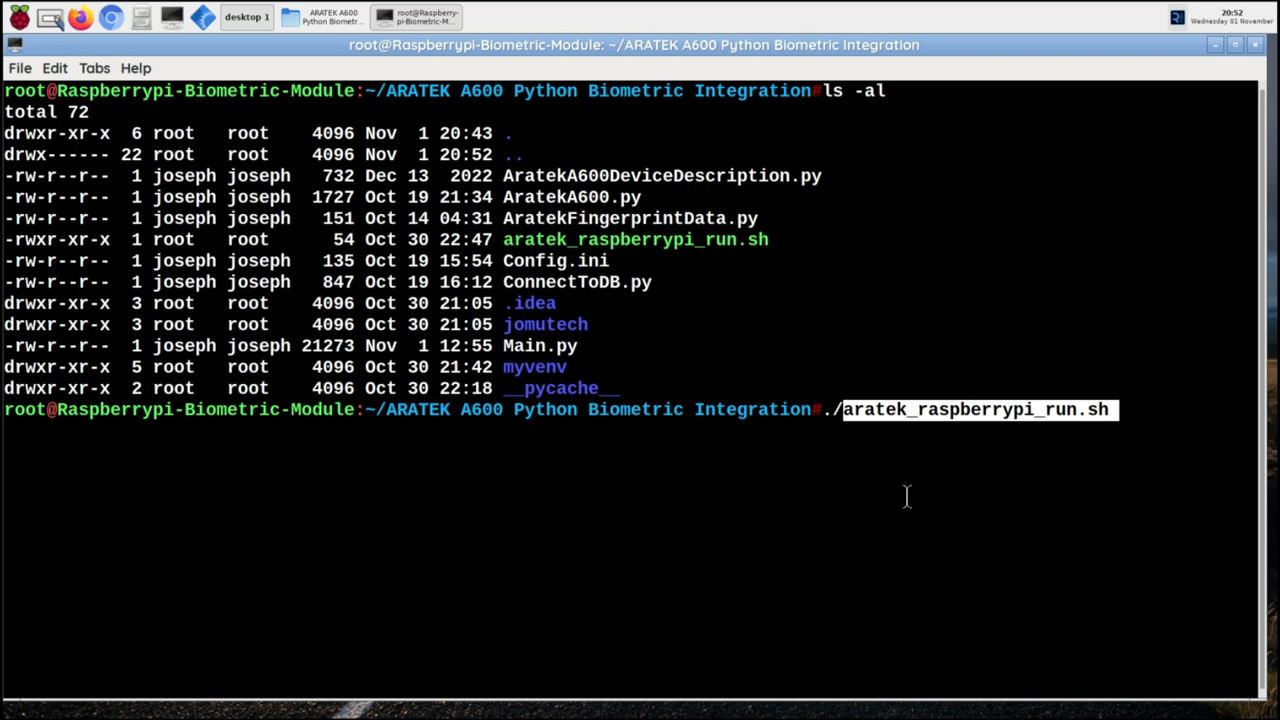 desktop 1
ARATEK A600
Python Biometr...
root@Raspberry-
pi-Biometric-M...
20:52
Wednesday 01 November
root@Raspberrypi-Biometric-Module: ~/ARATEK A600 Python Biometric Integration
File Edit Tabs Help
root@Raspberrypi-Biometric-Module:~/ARATEK A600 Python Biometric Integration#ls -al
total 72
drwxr-xr-x 6 root root 4096 Nov 1 20:43 .
drwx------ 22 root root 4096 Nov 1 20:52 ..
-rw-r--r-- 1 joseph joseph 732 Dec 13 2022 AratekA600DeviceDescription.py
-rw-r--r-- 1 joseph joseph 1727 Oct 19 21:34 AratekA600.py
-rw-r--r-- 1 joseph joseph 151 Oct 14 04:31 AratekFingerprintData.py
-rwxr-xr-x 1 root root 54 Oct 30 22:47 aratek_raspberrypi_run.sh
-rw-r--r-- 1 joseph joseph 135 Oct 19 15:54 Config.ini
-rw-r--r-- 1 joseph joseph 847 Oct 19 16:12 ConnectToDB.py
drwxr-xr-x 3 root root 4096 Oct 30 21:05 .idea
drwxr-xr-x 3 root root 4096 Oct 30 21:05 jomutech
-rw-r--r-- 1 joseph joseph 21273 Nov 1 12:55 Main.py
drwxr-xr-x 5 root root 4096 Oct 30 21:42 myvenv
drwxr-xr-x 2 root root 4096 Oct 30 22:18 __pycache__
root@Raspberrypi-Biometric-Module:~/ARATEK A600 Python Biometric Integration#./aratek_raspberrypi_run.sh